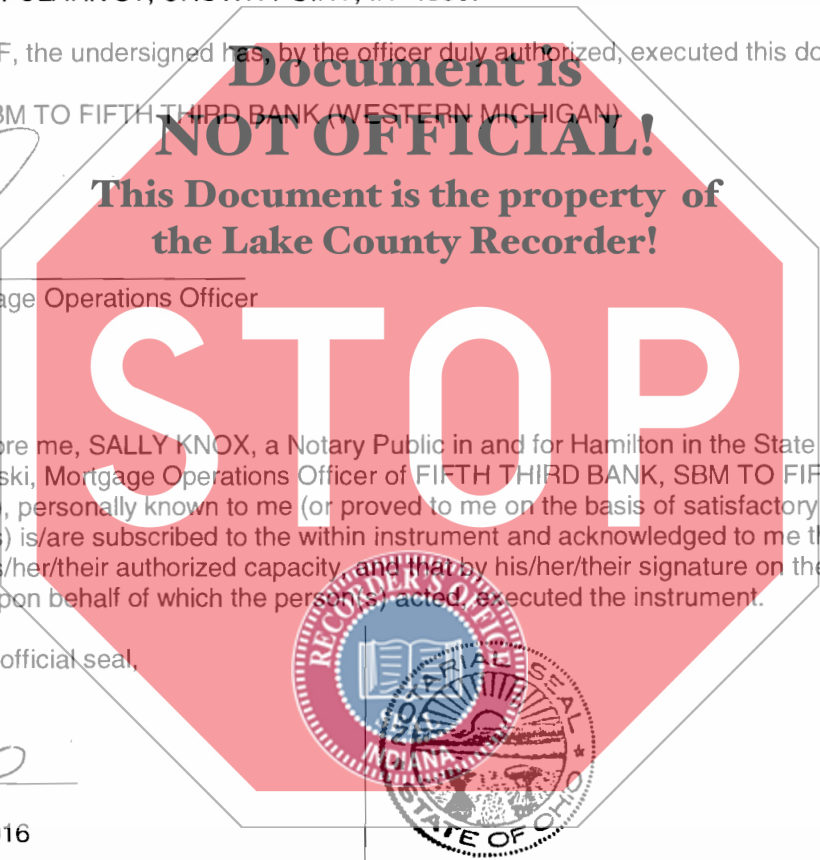 F, the undersigned has, by the officer duly authorized, executed this do
Document is
BM TO FIFTH THIRD BANK (WESTERN MICHIGAN)
NOT OFFICIAL!
This Document is the property of
the Lake County Recorder!
age Operations Officer
STOP
ore me, SALLY KNOX, a Notary Public in and for Hamilton in the State
ski, Mortgage Operations Officer of FIFTH THIRD BANK, SBM TO FIF
), personally known to me (or proved to me on the basis of satisfactory
s) is/are subscribed to the within instrument and acknowledged to me th
s/her/their authorized capacity, and that by his/her/their signature on the
pon behalf of which the person(s) acted, executed the instrument.
RECORDER'S OFFICE
SEAL
INDIANA
official seal,
NOTARIAL SEAL
STATE OF OHIO
16